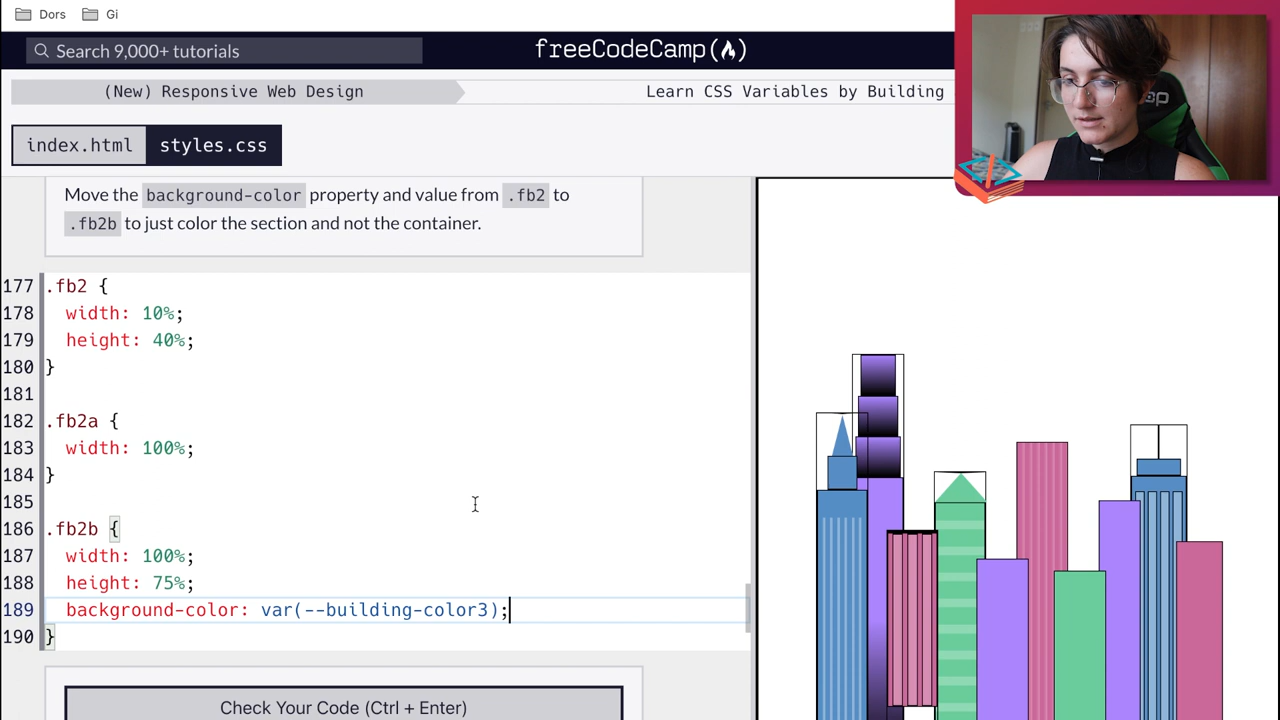 Dors Gi
Search 9,000+ tutorials
freeCodeCamp
(New) Responsive Web Design
Learn CSS Variables by Building
index.html styles.css
Move the background-color property and value from .fb2 to
.fb2b to just color the section and not the container.
177 .fb2 {
178 width: 10%;
179 height: 40%;
180 }
181
182 .fb2a {
183 width: 100%;
184 }
185
186 .fb2b {
187 width: 100%;
188 height: 75%;
189 background-color: var(--building-color3);
190 }
Check Your Code (Ctrl + Enter)